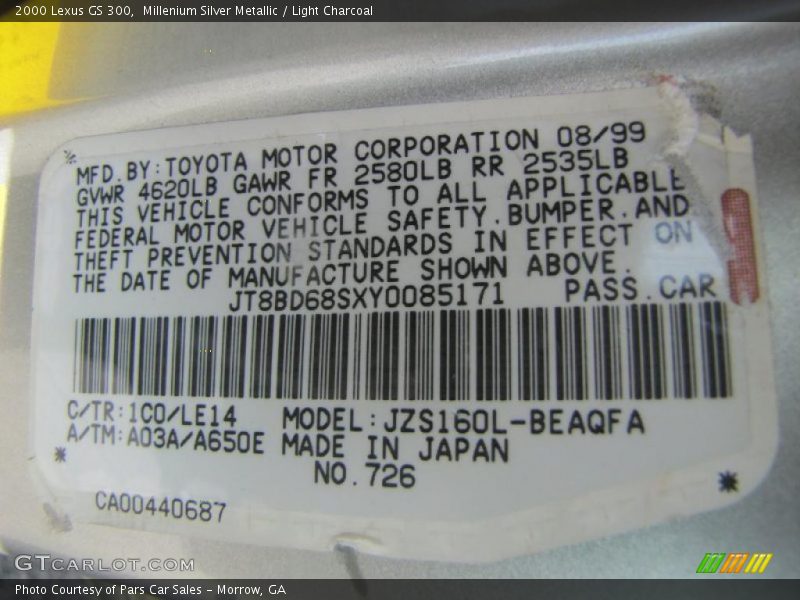 2000 Lexus GS 300,  Millenium Silver Metallic / Light Charcoal
MFD.BY:TOYOTA MOTOR CORPORATION 08/99
GVWR 4620LB GAWR FR 2580LB RR 2535LB
THIS VEHICLE CONFORMS TO ALL APPLICABLE
FEDERAL MOTOR VEHICLE SAFETY.BUMPER.AND
THEFT PREVENTION STANDARDS IN EFFECT ON
THE DATE OF MANUFACTURE SHOWN ABOVE.
JT8BD68SXY0085171 PASS.CAR
C/TR:1C0/LE14 MODEL:JZS160L-BEAQFA
A/TM:A03A/A650E MADE IN JAPAN
NO.726
CA00440687
GTCARLOT.COM
Photo Courtesy of Pars Car Sales - Morrow, GA